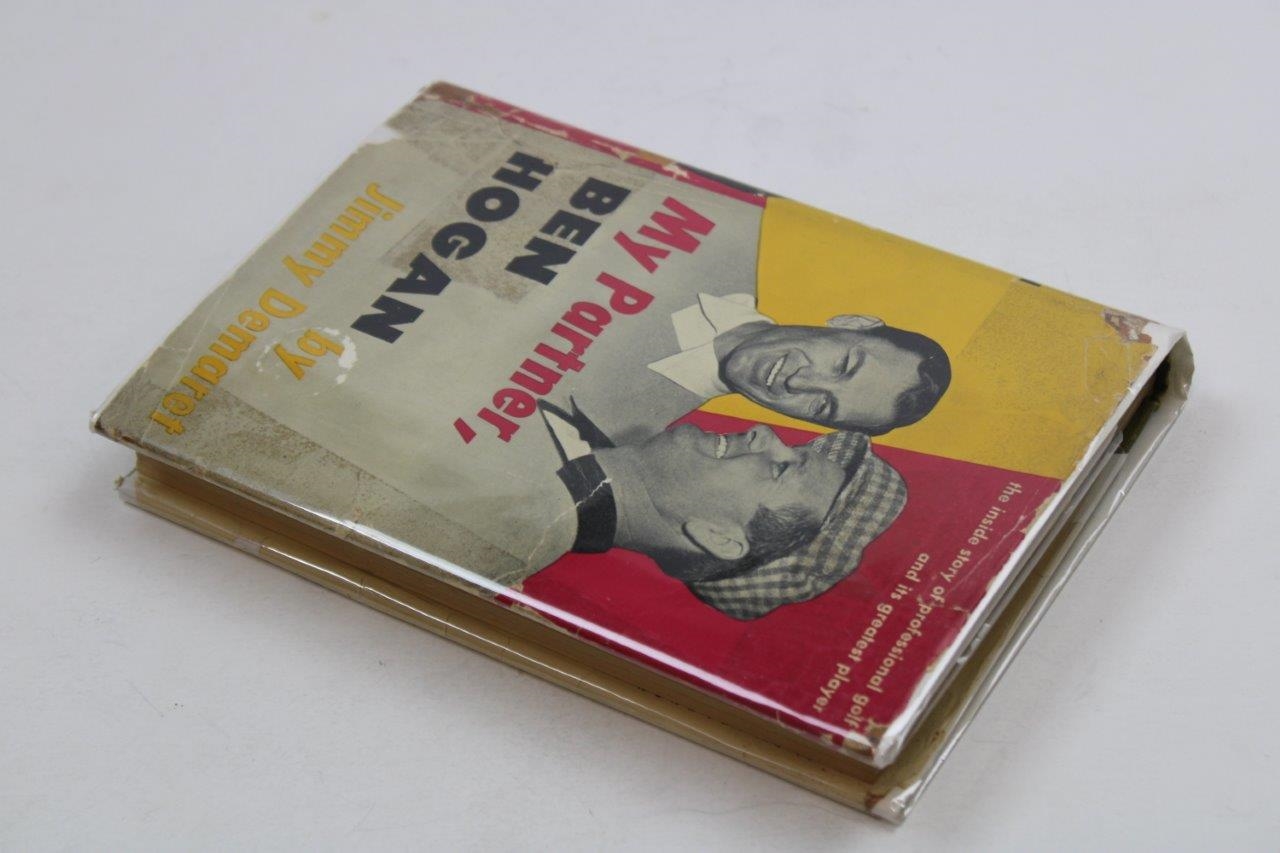 the inside story of professional golf
and its greatest player
My Partner,
BEN
HOGAN
by
Jimmy Demaret